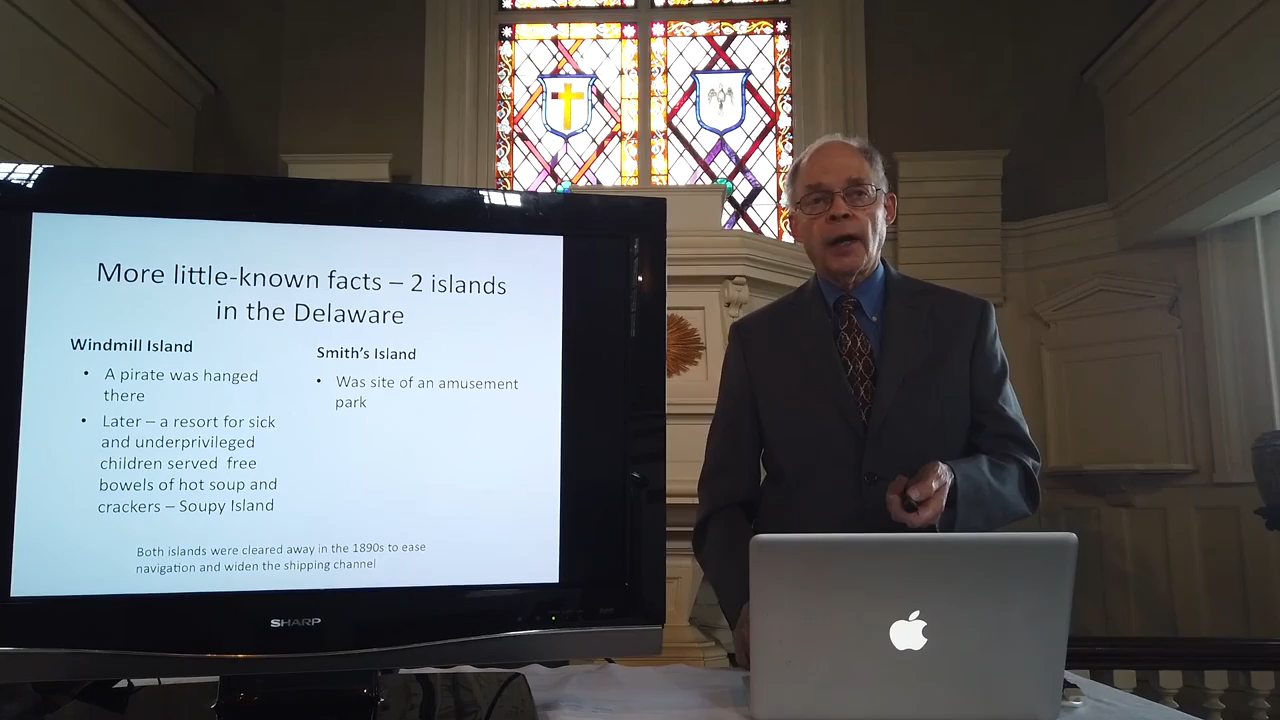 More little-known facts – 2 islands
in the Delaware
Windmill Island
• A pirate was hanged
there
• Later – a resort for sick
and underprivileged
children served free
bowels of hot soup and
crackers – Soupy Island
Smith's Island
• Was site of an amusement
park
Both islands were cleared away in the 1890s to ease
navigation and widen the shipping channel
SHARP